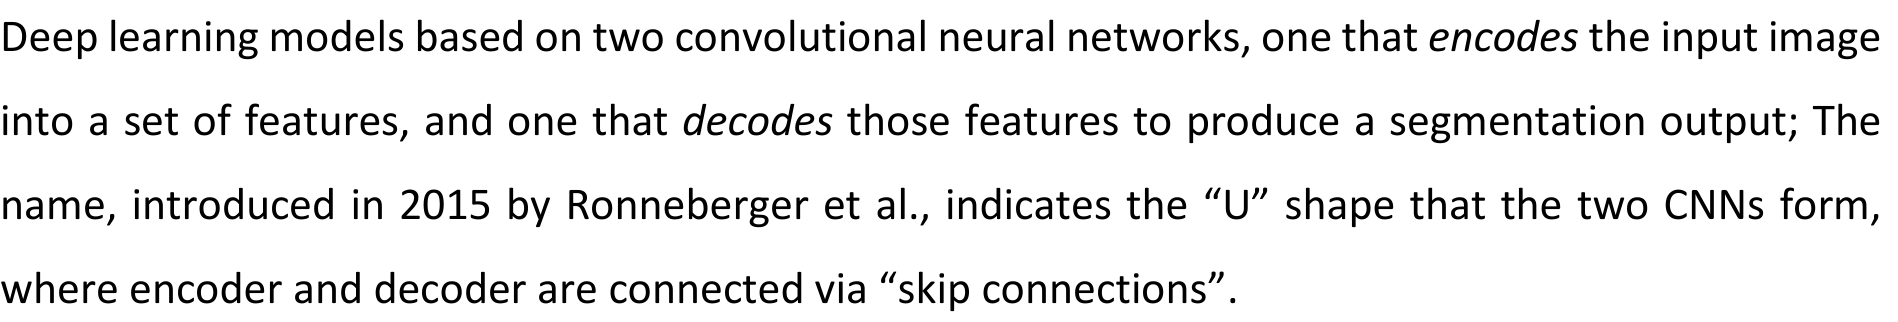 Deep learning models based on two convolutional neural networks, one that encodes the input image
into a set of features, and one that decodes those features to produce a segmentation output; The
name, introduced in 2015 by Ronneberger et al., indicates the “U” shape that the two CNNs form,
where encoder and decoder are connected via “skip connections”.